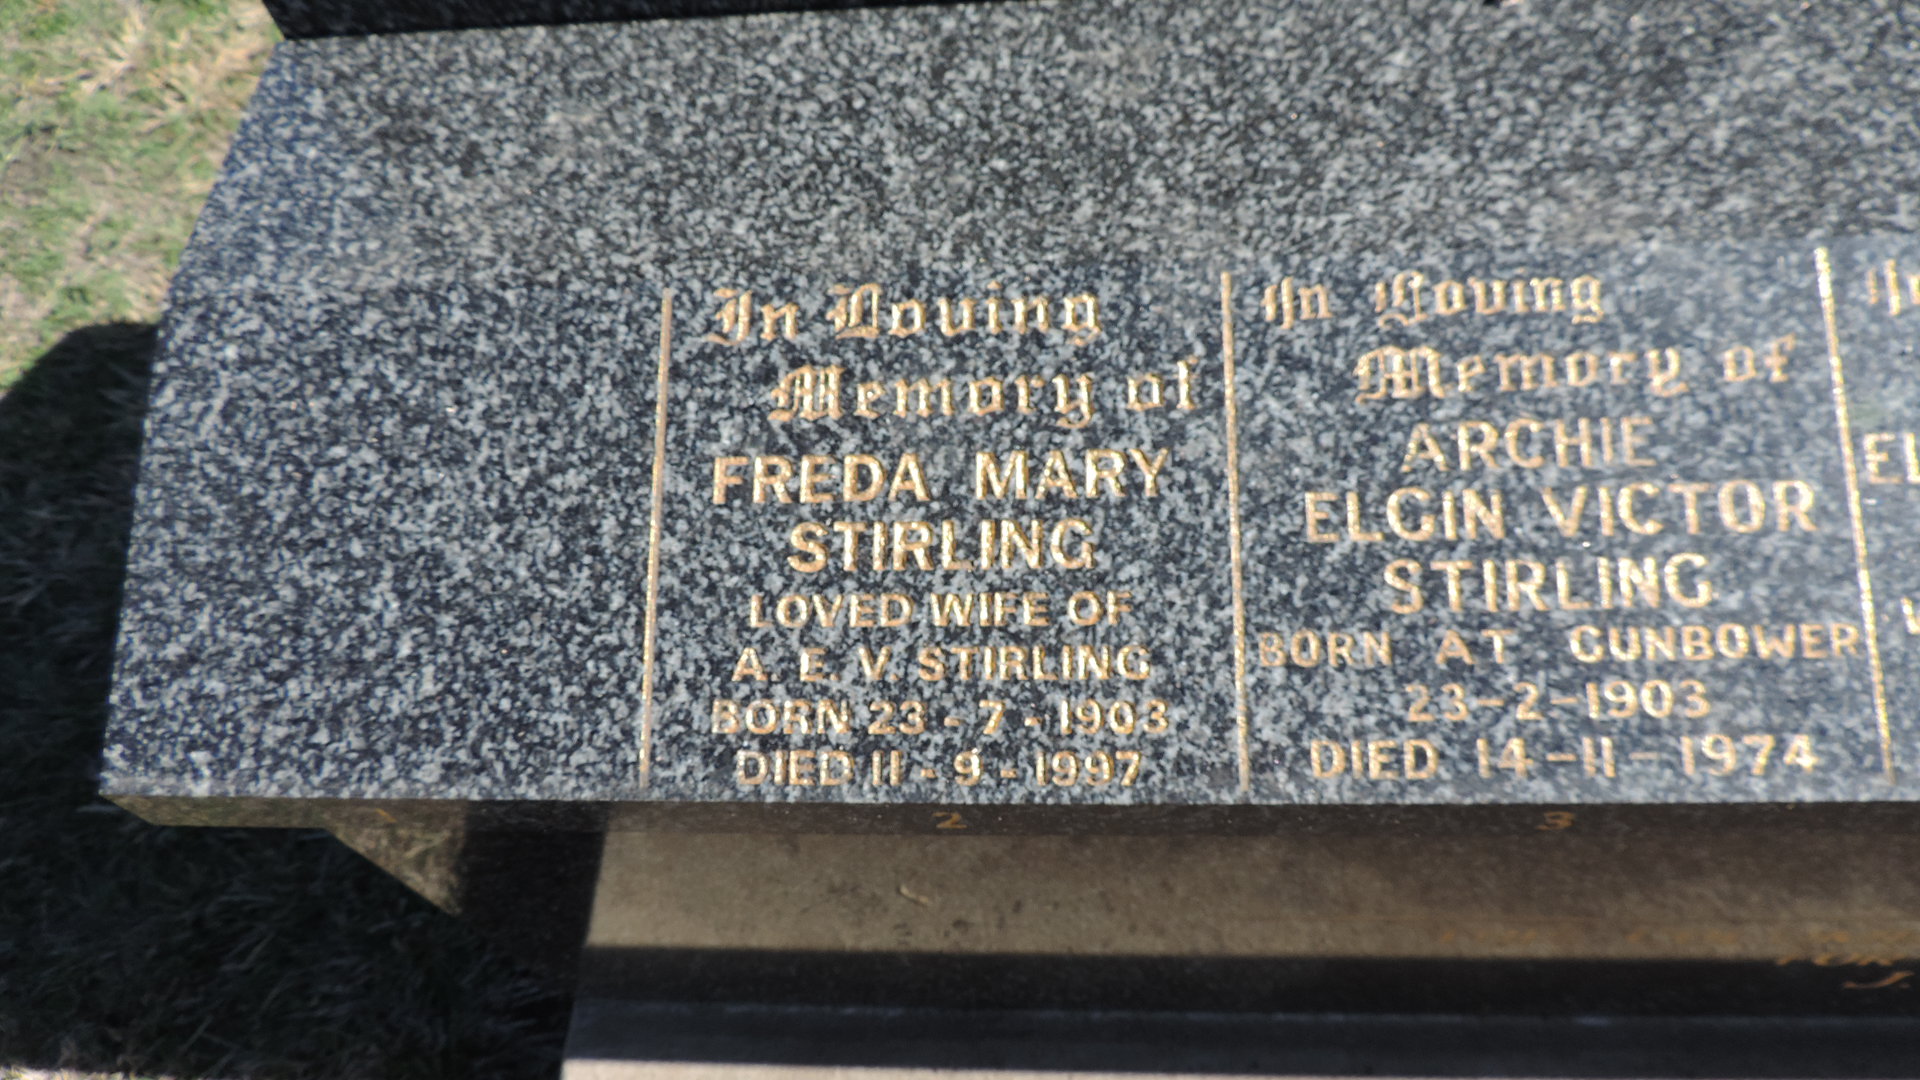 In Loving
Memory of
FREDA MARY
STIRLING
LOVED WIFE OF
A. E. V. STIRLING
BORN 23 - 7 - 1903
DIED 11 - 9 - 1997
2
In Loving
Memory of
ARCHIE
ELGIN VICTOR
STIRLING
BORN AT GUNBOWER
23-2-1903
DIED 14-11-1974
3